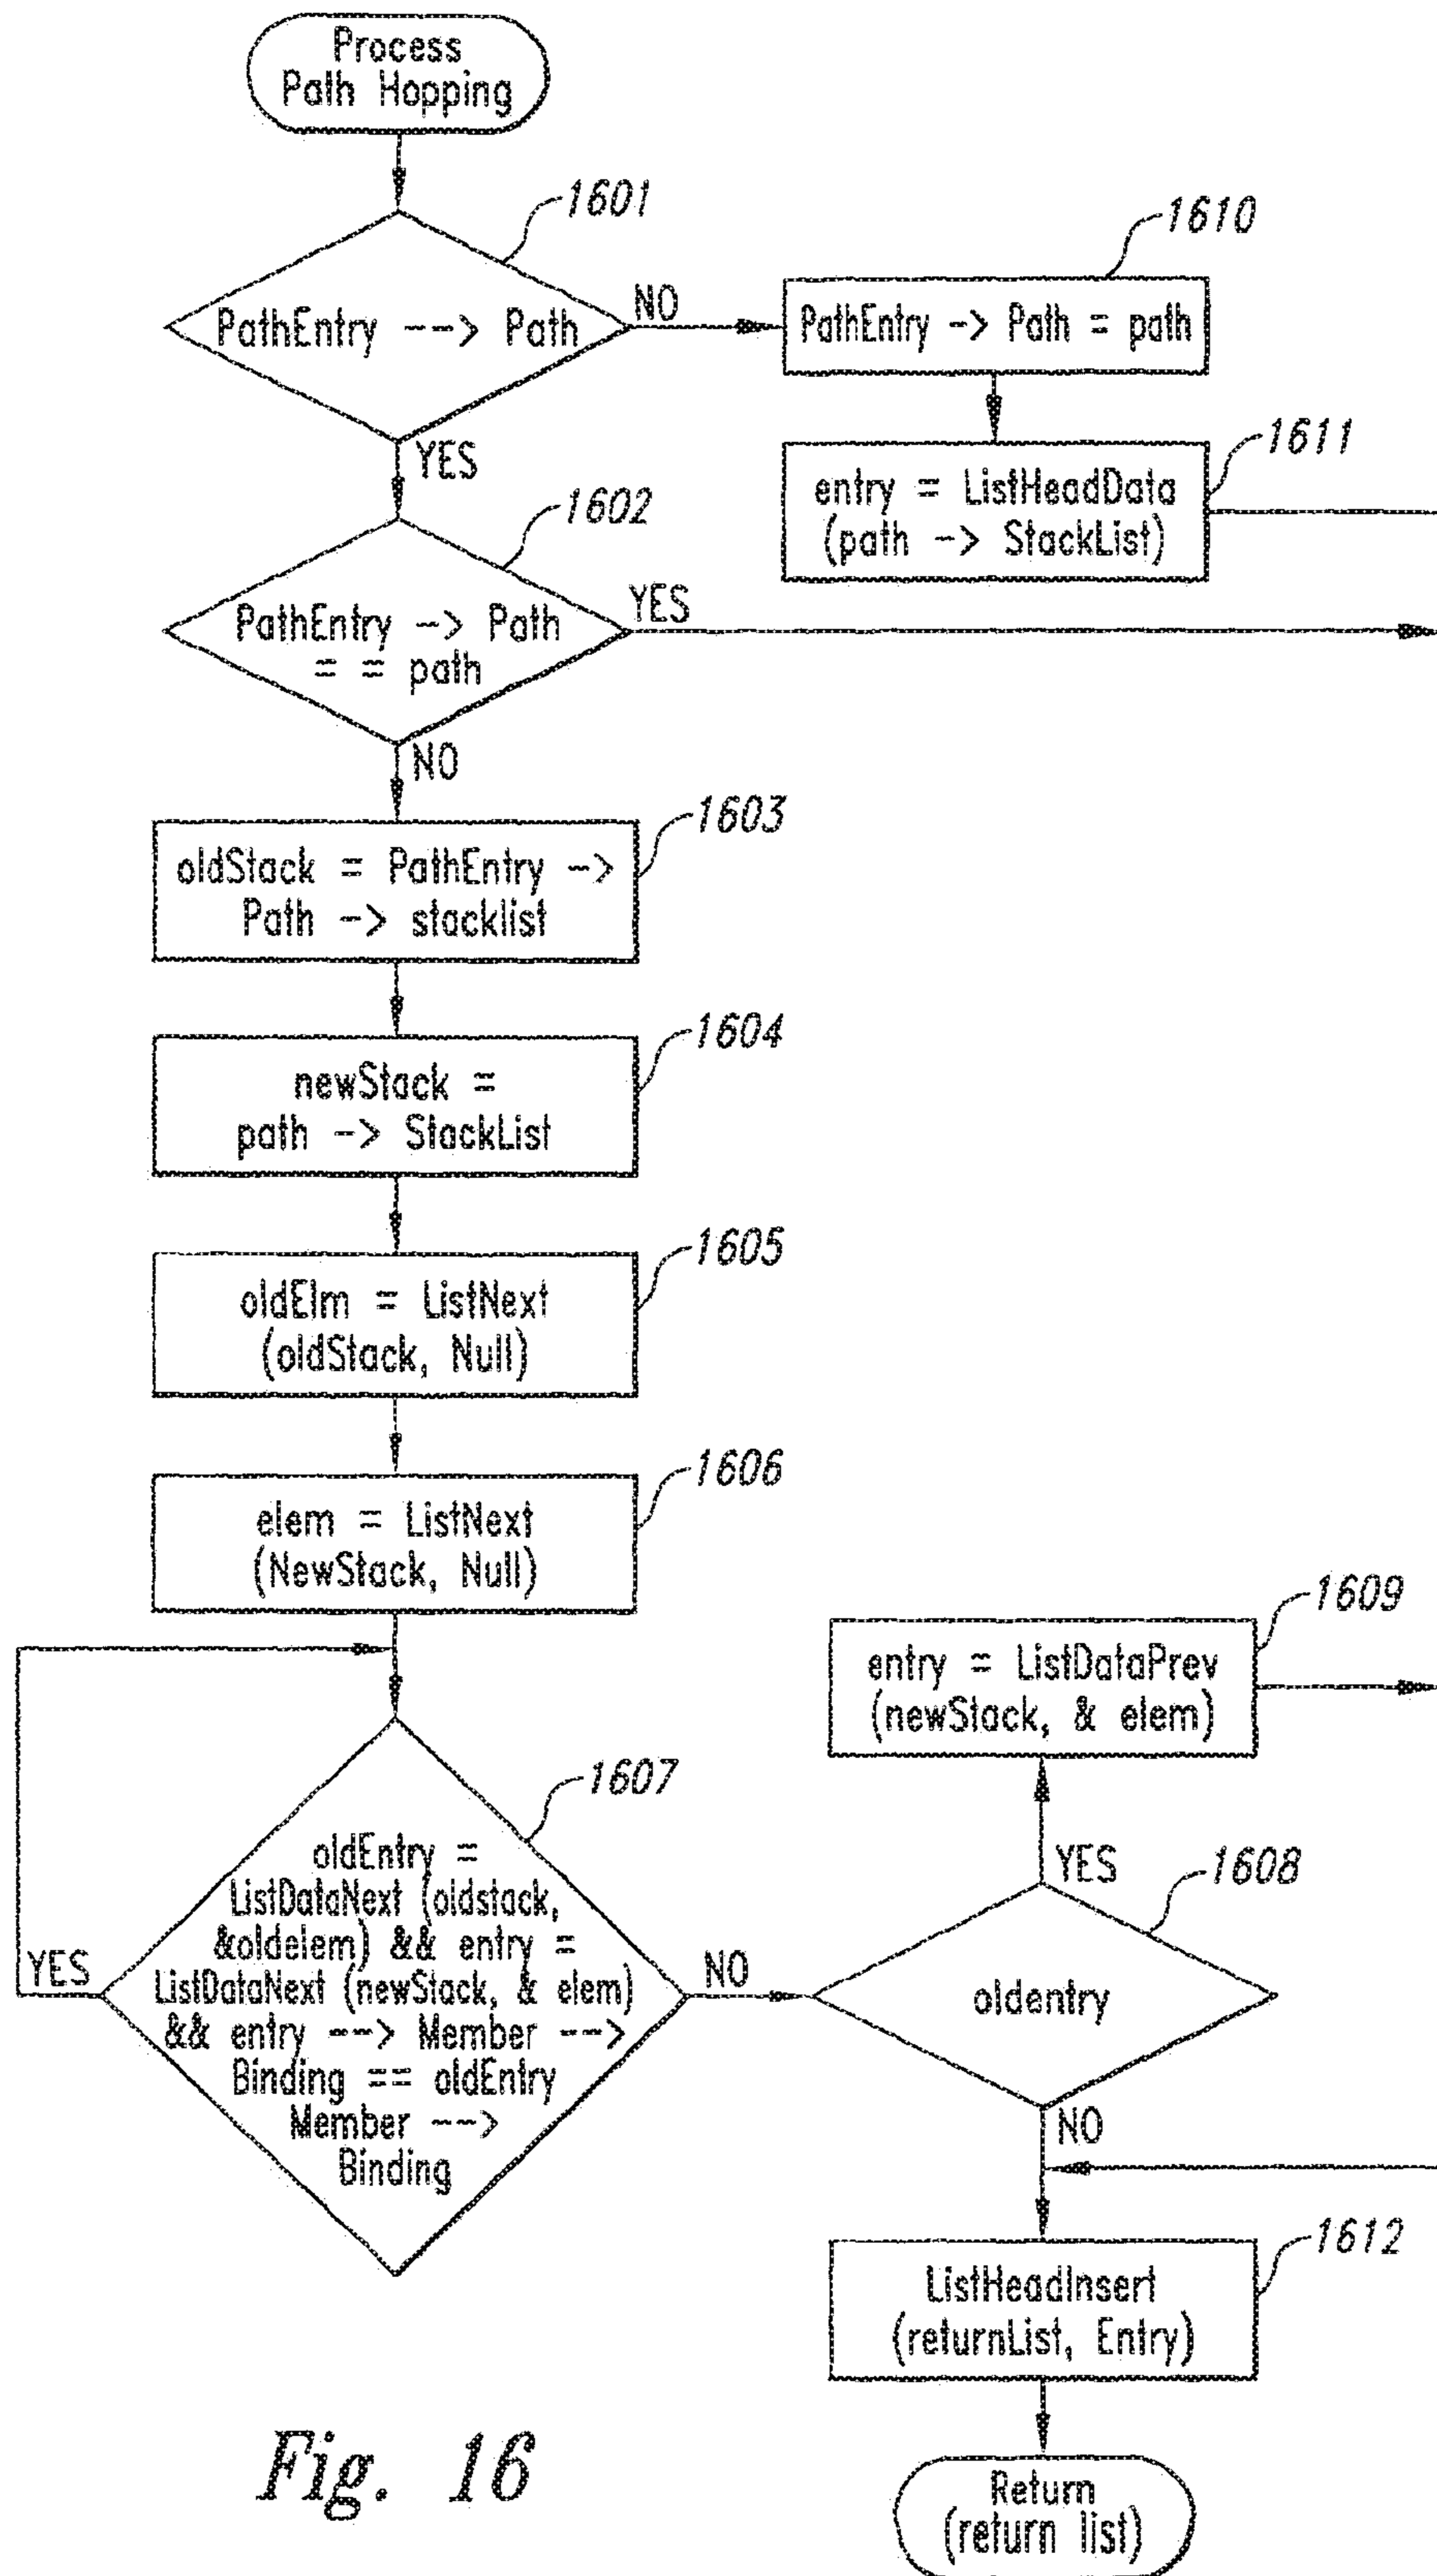 Process
Path Hopping
1601
PathEntry --> Path
NO
YES
1610
PathEntry -> Path = path
1611
entry = ListHeadData
(path -> StackList)
1602
PathEntry -> Path
= = path
YES
NO
1603
oldStack = PathEntry ->
Path -> stacklist
1604
newStack =
path -> StackList
1605
oldElm = ListNext
(oldStack, Null)
1606
elem = ListNext
(NewStack, Null)
1607
oldEntry =
ListDataNext (oldstack,
&oldelem) && entry =
ListDataNext (newStack, & elem)
&& entry --> Member -->
Binding == oldEntry
Member -->
Binding
YES
NO
1609
entry = ListDataPrev
(newStack, & elem)
YES
1608
oldentry
NO
1612
ListHeadInsert
(returnList, Entry)
Return
(return list)
Fig. 16